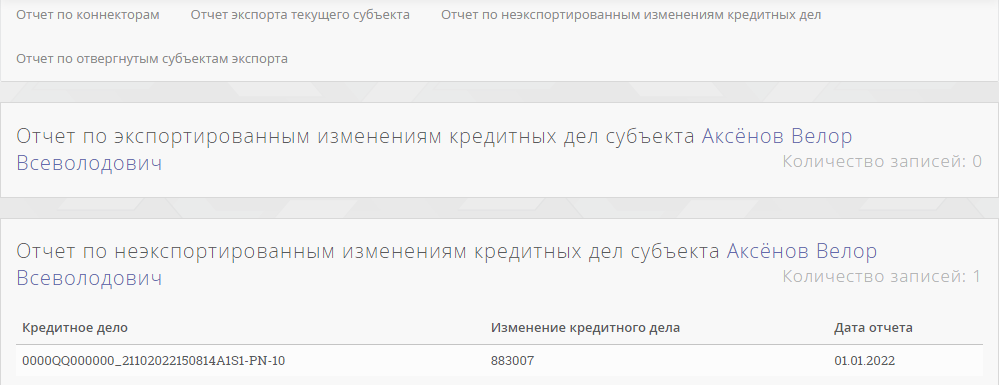 Отчет по коннекторам Отчет экспорта текущего субъекта Отчет по неэкспортированным изменениям кредитных дел
Отчет по отвергнутым субъектам экспорта
Отчет по экспортированным изменениям кредитных дел субъекта Аксёнов Велор
Всеволодович Количество записей: 0
Отчет по неэкспортированным изменениям кредитных дел субъекта Аксёнов Велор
Всеволодович Количество записей: 1
Кредитное дело Изменение кредитного дела Дата отчета
0000QQ000000_21102022150814A1S1-PN-10 883007 01.01.2022